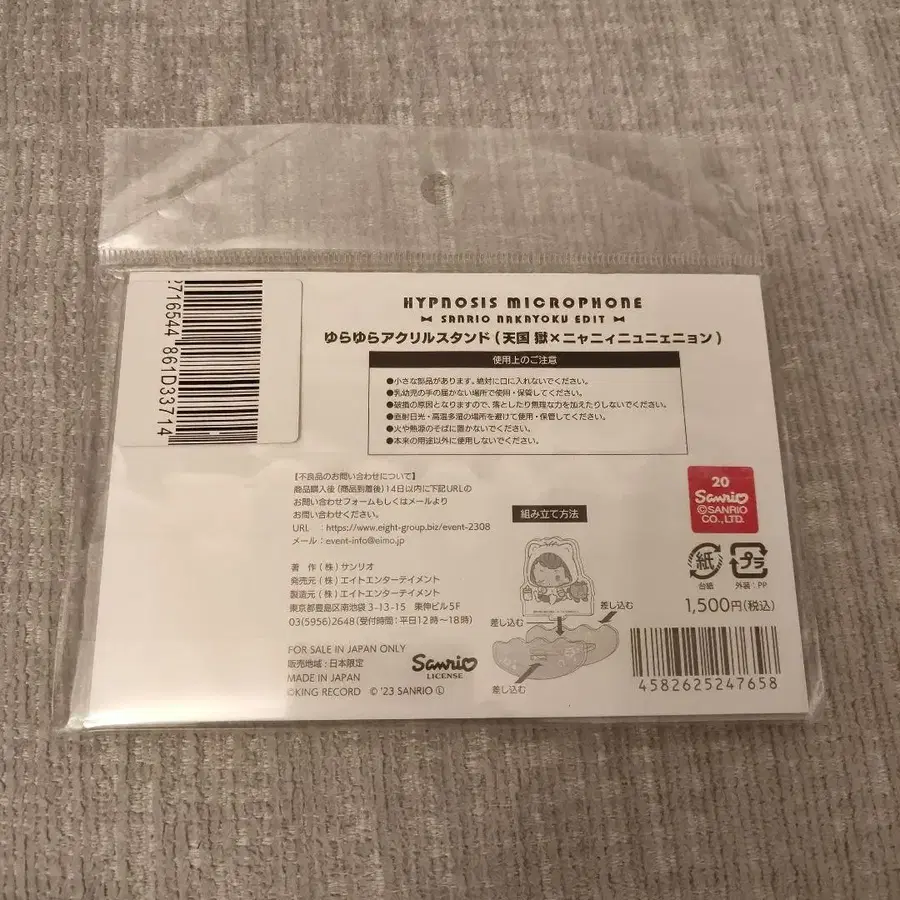 HYPNOSIS MICROPHONE
SANRIO NAKAYOKU EDIT
ゆらゆらアクリルスタンド(天国 獄×ニャニィニュニェニョン)
使用上のご注意
●小さな部品があります。絶対に口に入れないでください。
●乳幼児の手の届かない場所で使用・保管してください。
●破損の原因となりますので、落としたり無理な力を加えたりしないでください。
●直射日光・高温多湿の場所を避けて使用・保管してください。
●火や熱源のそばに置かないでください。
●本来の用途以外に使用しないでください。
716544 861D33714
【不良品のお問い合わせについて】
商品購入後(商品到着後)14日以内に下記URLの
お問い合わせフォームもしくはメールより
お問い合わせください。
URL :https://www.eight-group.biz/event-2308
メール:event-info@eimo.jp
著 作(株)サンリオ
発売元(株)エイトエンターテイメント
製造元(株)エイトエンターテイメント
東京都豊島区南池袋3-13-15 東伸ビル5F
03(5956)2648(受付時間:平日12時〜18時)
FOR SALE IN JAPAN ONLY
販売地域:日本限定
MADE IN JAPAN
©KING RECORD © '23 SANRIO Ⓛ
Sanrio
LICENSE
組み立て方法
差し込む
差し込む
差し込む
20
Sanrio
©SANRIO
CO., LTD.
紙
台紙
プラ
外装:PP
1,500円(税込)
4582625247658